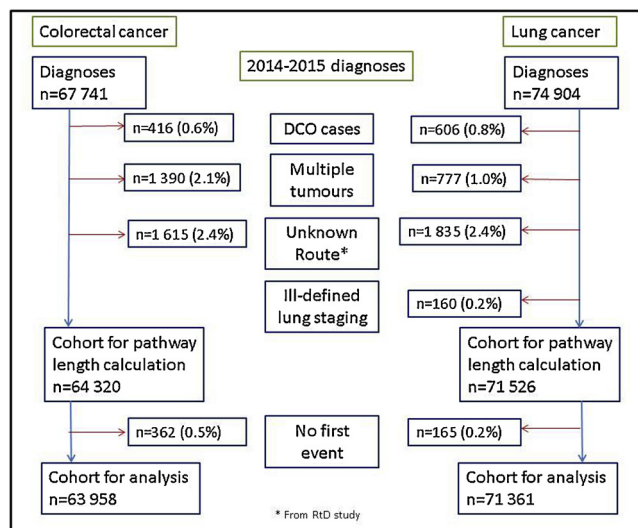 Colorectal cancer
Lung cancer
2014-2015 diagnoses
Diagnoses
n=67 741
Diagnoses
n=74 904
n=416 (0.6%)
DCO cases
n=606 (0.8%)
n=1 390 (2.1%)
Multiple
tumours
n=777 (1.0%)
n=1 615 (2.4%)
Unknown
Route*
n=1 835 (2.4%)
Ill-defined
lung staging
n=160 (0.2%)
Cohort for pathway
length calculation
n=64 320
Cohort for pathway
length calculation
n=71 526
n=362 (0.5%)
No first
event
n=165 (0.2%)
Cohort for analysis
n=63 958
Cohort for analysis
n=71 361
* From RtD study